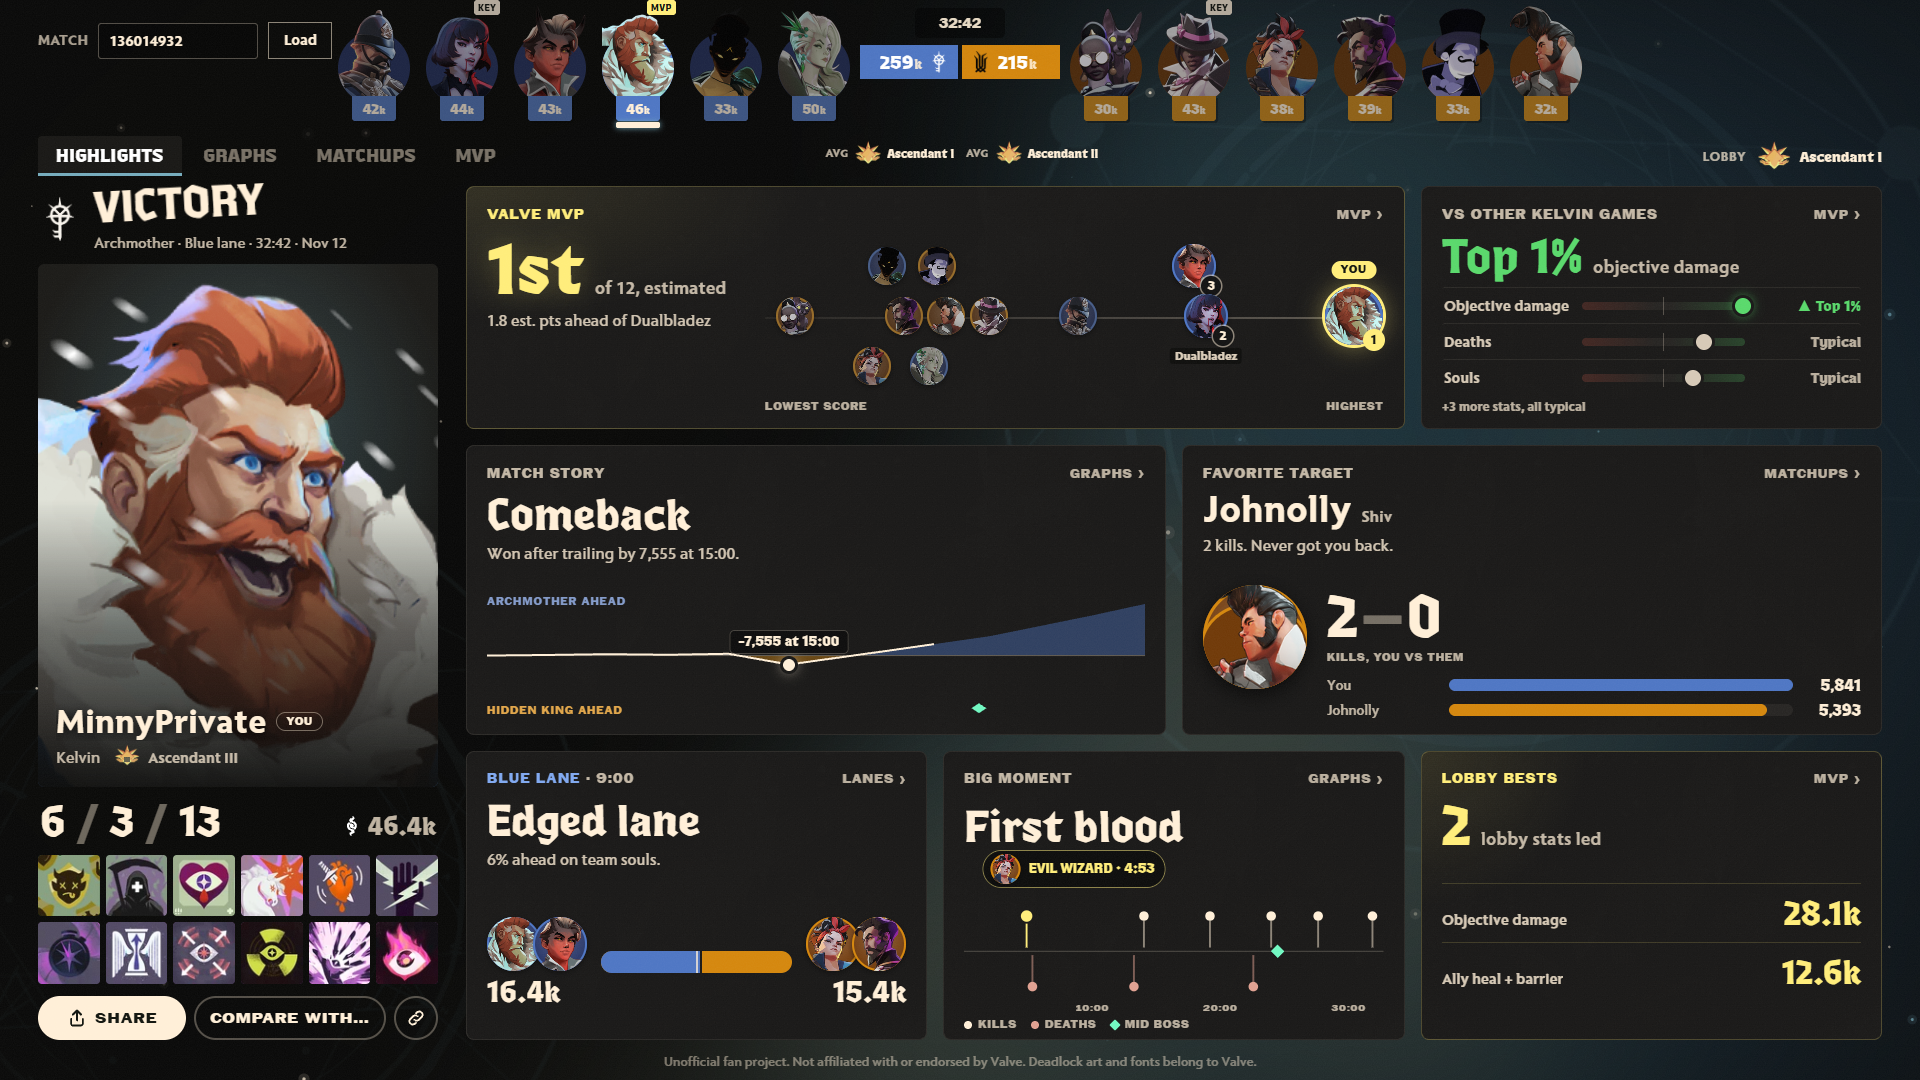 MATCH
136014932
Load
KEY
MVP
32:42
KEY
259k
215k
42k
44k
43k
46k
33k
50k
30k
43k
38k
39k
33k
32k
HIGHLIGHTS
GRAPHS
MATCHUPS
MVP
AVG Ascendant I
AVG Ascendant II
LOBBY Ascendant I
VICTORY
Archmother · Blue lane · 32:42 · Nov 12
MinnyPrivate YOU
Kelvin Ascendant III
6 / 3 / 13
46.4k
SHARE
COMPARE WITH...
VALVE MVP
MVP ›
1st of 12, estimated
1.8 est. pts ahead of Dualbladez
YOU
3
2
1
Dualbladez
LOWEST SCORE
HIGHEST
VS OTHER KELVIN GAMES
MVP ›
Top 1% objective damage
Objective damage ▲ Top 1%
Deaths Typical
Souls Typical
+3 more stats, all typical
MATCH STORY
GRAPHS ›
Comeback
Won after trailing by 7,555 at 15:00.
ARCHMOTHER AHEAD
-7,555 at 15:00
HIDDEN KING AHEAD
FAVORITE TARGET
MATCHUPS ›
Johnolly Shiv
2 kills. Never got you back.
2—0
KILLS, YOU VS THEM
You 5,841
Johnolly 5,393
BLUE LANE · 9:00
LANES ›
Edged lane
6% ahead on team souls.
16.4k
15.4k
BIG MOMENT
GRAPHS ›
First blood
EVIL WIZARD · 4:53
10:00
20:00
30:00
KILLS
DEATHS
MID BOSS
LOBBY BESTS
MVP ›
2 lobby stats led
Objective damage 28.1k
Ally heal + barrier 12.6k
Unofficial fan project. Not affiliated with or endorsed by Valve. Deadlock art and fonts belong to Valve.